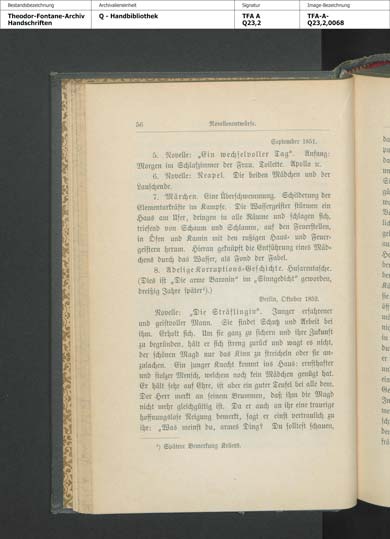 Bestandsbezeichnung
Archivalieneinheit
Signatur
Image-Bezeichnung
Theodor-Fontane-Archiv
Handschriften
Q - Handbibliothek
TFA A
Q23,2
TFA-A-
Q23,2,0068
56 Novellenentwürfe.
September 1851.
5. Novelle: „Ein wechselvoller Tag“. Anfang:
Morgen im Schlafzimmer der Frau. Toilette. Apollo u.
6. Novelle: Neapel. Die beiden Mädchen und der
Lauschende.
7. Märchen. Eine Überschwemmung. Schilderung der
Elementarkräfte im Kampfe. Die Wassergeister stürmen ein
Haus am Ufer, dringen in alle Räume und schlagen sich,
triefend von Schaum und Schlamm, auf den Feuerstellen,
in Öfen und Kamin mit den rußigen Haus- und Feuer-
geistern herum. Hieran geknüpft die Entführung eines Mäd-
chens durch das Wasser, als Fond der Fabel.
8. Adelige Korruptions-Geschichte. Husarentasche.
(Dies ist „Die arme Baronin“ im „Sinngedicht“ geworden,
dreißig Jahre später¹).)
Berlin, Oktober 1852.
Novelle: „Die Sträflingin“. Junger erfahrener
und geistvoller Mann. Sie findet Schutz und Arbeit bei
ihm. Erholt sich. Um sie ganz zu sichern und ihre Zukunft
zu begründen, hält er sich streng zurück und wagt es nicht,
der schönen Magd nur das Kinn zu streicheln oder sie an-
zulachen. Ein junger Knecht kommt ins Haus: ernsthafter
und stolzer Mensch, welchem noch kein Mädchen genügt hat.
Er hält sehr auf Ehre, ist aber ein guter Teufel bei alle dem.
Der Herr merkt an seinem Brummen, daß ihm die Magd
nicht mehr gleichgültig ist. Da er auch an ihr eine traurige
hoffnungslose Neigung bemerkt, sagt er einst vertraulich zu
ihr: „Was meinst du, armes Ding? Du solltest schauen,
¹) Spätere Bemerkung Kellers.